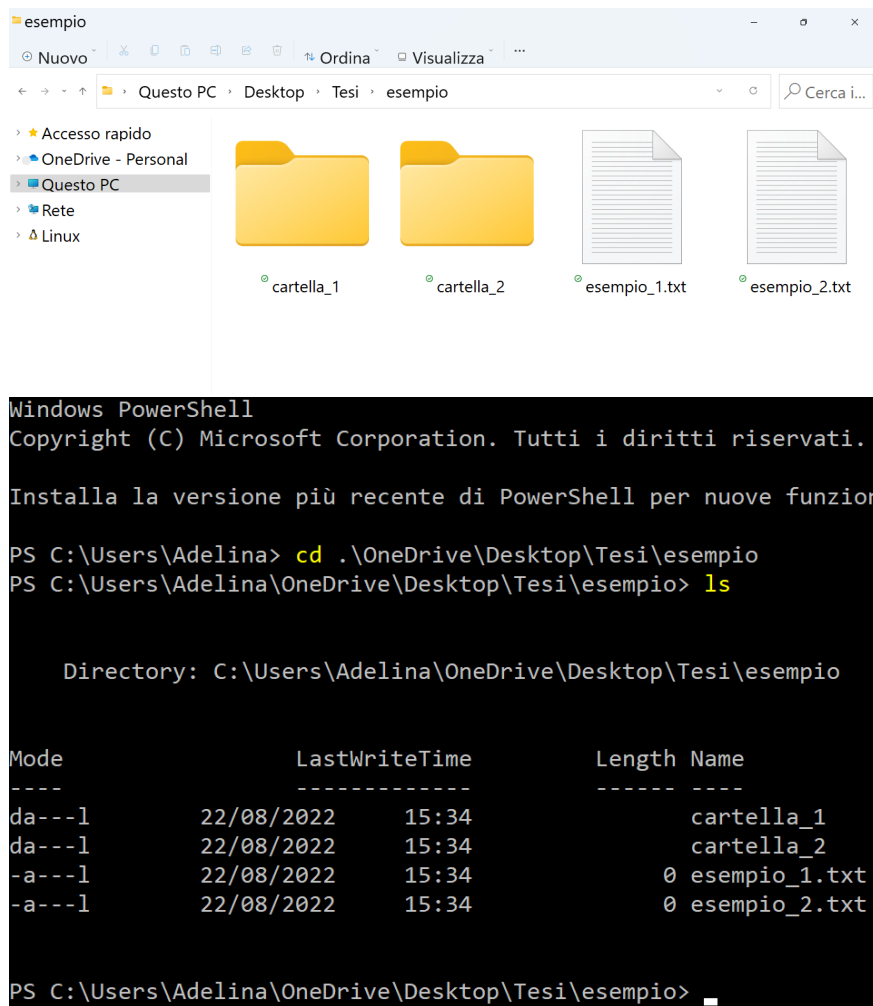 esempio
Nuovo Ordina Visualizza ...
Questo PC Desktop Tesi esempio Cerca i...
Accesso rapido
OneDrive - Personal
Questo PC
Rete
Linux
cartella_1 cartella_2 esempio_1.txt esempio_2.txt
Windows PowerShell
Copyright (C) Microsoft Corporation. Tutti i diritti riservati.
Installa la versione più recente di PowerShell per nuove funzion
PS C:\Users\Adelina> cd .\OneDrive\Desktop\Tesi\esempio
PS C:\Users\Adelina\OneDrive\Desktop\Tesi\esempio> ls
Directory: C:\Users\Adelina\OneDrive\Desktop\Tesi\esempio
Mode LastWriteTime Length Name
---- ------------- ------ ----
da---l 22/08/2022 15:34 cartella_1
da---l 22/08/2022 15:34 cartella_2
-a---l 22/08/2022 15:34 0 esempio_1.txt
-a---l 22/08/2022 15:34 0 esempio_2.txt
PS C:\Users\Adelina\OneDrive\Desktop\Tesi\esempio>